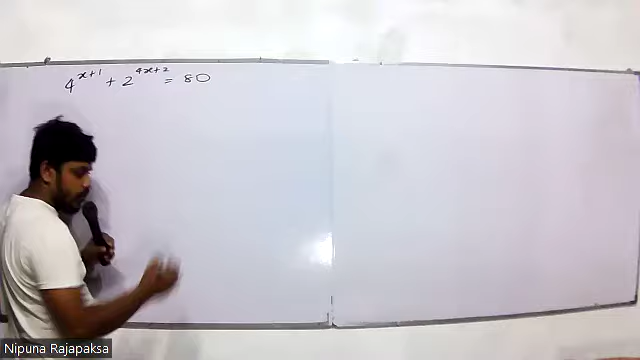 4^{x+1} + 2^{4x+2} = 80
Nipuna Rajapaksa